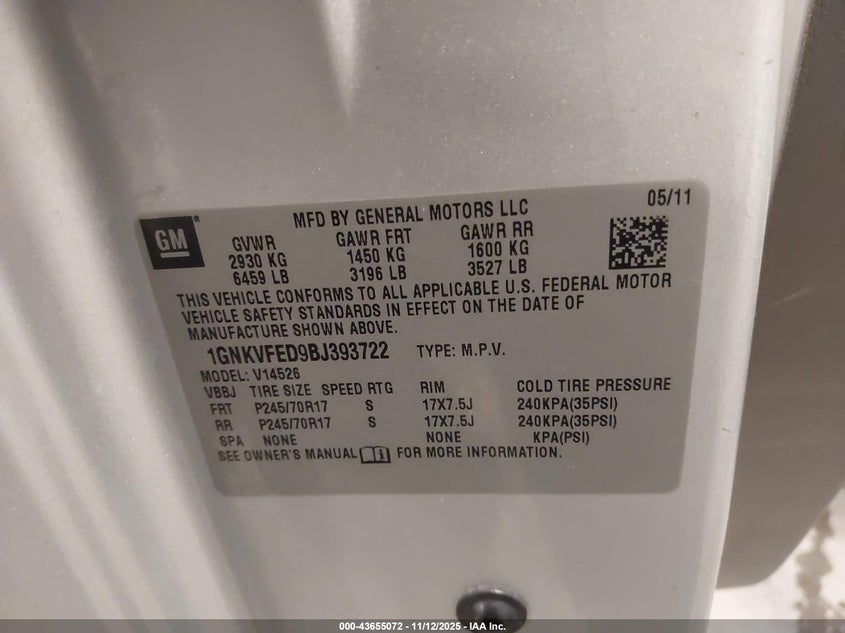 05/11
MFD BY GENERAL MOTORS LLC
GM ®
GVWR GAWR FRT GAWR RR
2930 KG 1450 KG 1600 KG
6459 LB 3196 LB 3527 LB
THIS VEHICLE CONFORMS TO ALL APPLICABLE U.S. FEDERAL MOTOR
VEHICLE SAFETY STANDARDS IN EFFECT ON THE DATE OF
MANUFACTURE SHOWN ABOVE.
1GNKVFED9BJ393722 TYPE: M.P.V.
MODEL: V14526
VBBJ TIRE SIZE SPEED RTG RIM COLD TIRE PRESSURE
FRT P245/70R17 S 17X7.5J 240KPA(35PSI)
RR P245/70R17 S 17X7.5J 240KPA(35PSI)
SPA NONE NONE KPA(PSI)
SEE OWNER'S MANUAL FOR MORE INFORMATION.
000-43655072 - 11/12/2025 - IAA Inc.